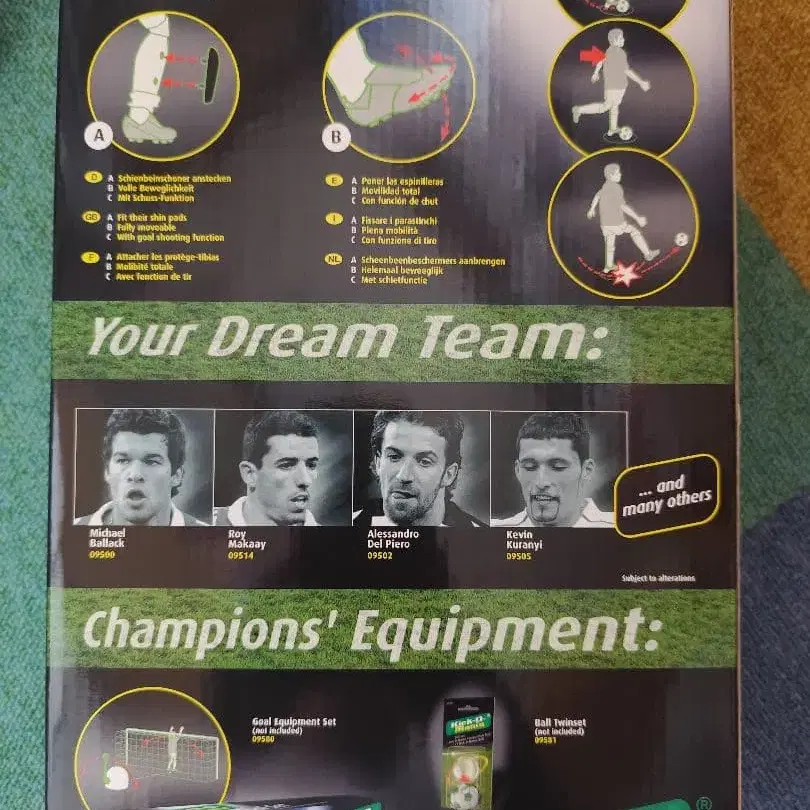 A
B
D A Schienbeinschoner anstecken
B Volle Beweglichkeit
C Mit Schuss-Funktion
GB A Fit their shin pads
B Fully moveable
C With goal shooting function
F A Attacher les protège-tibias
B Molibité totale
C Avec fonction de tir
E A Poner las espinilleras
B Movilidad total
C Con función de chut
I A Fissare i parastinchi
B Piena mobilità
C Con funzione di tiro
NL A Scheenbeenbeschermers aanbrengen
B Helemaal beweeglijk
C Met schietfunctie
Your Dream Team:
Michael
Ballack
09500
Roy
Makaay
09514
Alessandro
Del Piero
09502
Kevin
Kuranyi
09505
... and
many others
Subject to alterations
Champions' Equipment:
Goal Equipment Set
(not included)
09580
Kick-O-
Mania
Ball Twinset
(not included)
09581
®